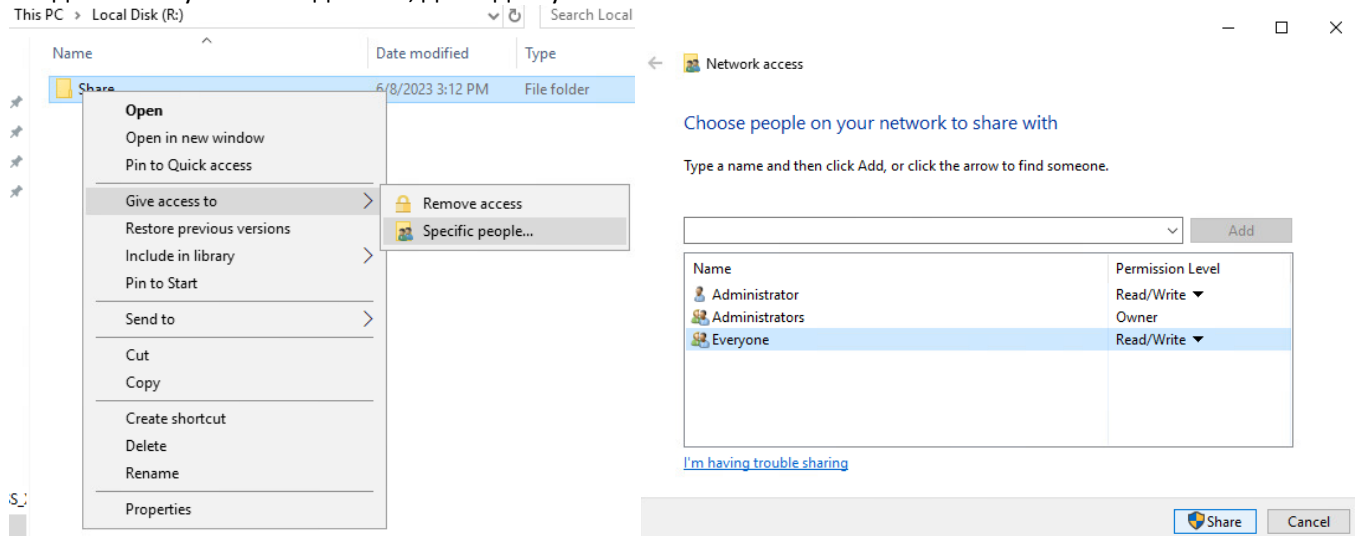 This PC > Local Disk (R:)
Search Local
Name
Date modified
Type
Share
6/8/2023 3:12 PM
File folder
Open
Open in new window
Pin to Quick access
Give access to
Remove access
Restore previous versions
Specific people...
Include in library
Pin to Start
Send to
Cut
Copy
Create shortcut
Delete
Rename
Properties
Network access
Choose people on your network to share with
Type a name and then click Add, or click the arrow to find someone.
Add
Name
Permission Level
Administrator
Read/Write
Administrators
Owner
Everyone
Read/Write
I'm having trouble sharing
Share
Cancel